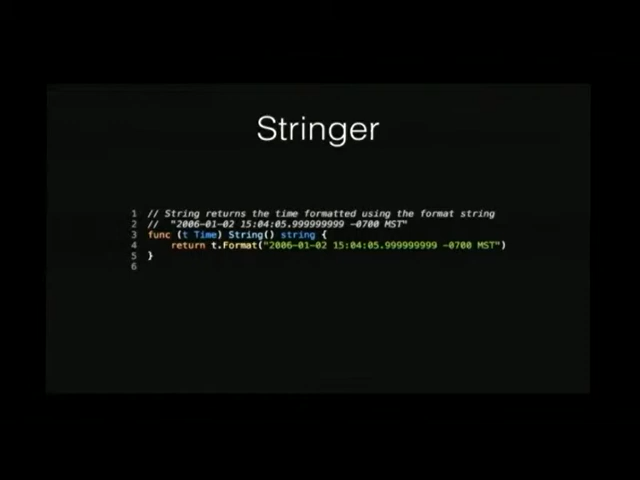 Stringer
1 // String returns the time formatted using the format string
2 //  "2006-01-02 15:04:05.999999999 -0700 MST"
3 func (t Time) String() string {
4     return t.Format("2006-01-02 15:04:05.999999999 -0700 MST")
5 }
6